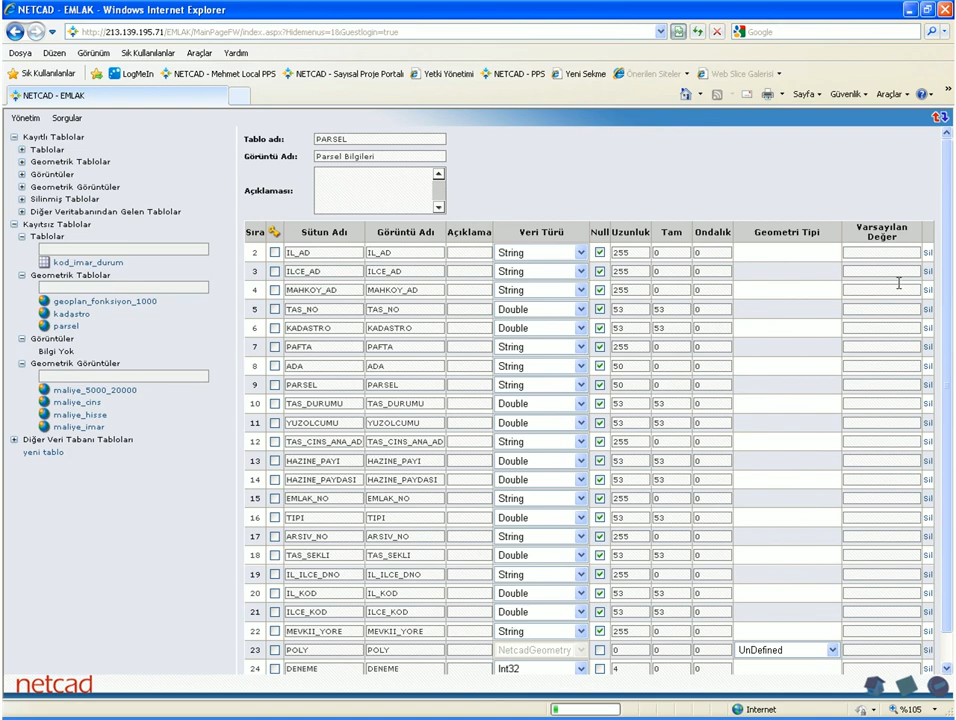 NETCAD - EMLAK - Windows Internet Explorer
http://213.139.195.71/EMLAK/MainPageFW/index.aspx?Hidemenus=1&Guestlogin=true
Google
Dosya Düzen Görünüm Sık Kullanılanlar Araçlar Yardım
Sık Kullanılanlar LogMeIn NETCAD - Mehmet Local PPS NETCAD - Sayısal Proje Portalı Yetki Yönetimi NETCAD - PPS Yeni Sekme Önerilen Siteler Web Slice Galerisi
NETCAD - EMLAK
Sayfa Güvenlik Araçlar
Yönetim Sorgular
Kayıtlı Tablolar
Tablolar
Geometrik Tablolar
Görüntüler
Geometrik Görüntüler
Silinmiş Tablolar
Diğer Veritabanından Gelen Tablolar
Kayıtsız Tablolar
Tablolar
kod_imar_durum
Geometrik Tablolar
geoplan_fonksiyon_1000
kadastro
parsel
Görüntüler
Bilgi Yok
Geometrik Görüntüler
maliye_5000_20000
maliye_cins
maliye_hisse
maliye_imar
Diğer Veri Tabanı Tabloları
yeni tablo
Tablo adı: PARSEL
Görüntü Adı: Parsel Bilgileri
Açıklaması:
Sıra Sütun Adı Görüntü Adı Açıklama Veri Türü Null Uzunluk Tam Ondalık Geometri Tipi Varsayılan Değer
2 IL_AD IL_AD String 255 0 0 Sil
3 ILCE_AD ILCE_AD String 255 0 0 Sil
4 MAHKOY_AD MAHKOY_AD String 255 0 0 Sil
5 TAS_NO TAS_NO Double 53 53 0 Sil
6 KADASTRO KADASTRO Double 53 53 0 Sil
7 PAFTA PAFTA String 255 0 0 Sil
8 ADA ADA String 50 0 0 Sil
9 PARSEL PARSEL String 50 0 0 Sil
10 TAS_DURUMU TAS_DURUMU Double 53 53 0 Sil
11 YUZOLCUMU YUZOLCUMU Double 53 53 0 Sil
12 TAS_CINS_ANA_AD TAS_CINS_ANA_AD String 255 0 0 Sil
13 HAZINE_PAYI HAZINE_PAYI Double 53 53 0 Sil
14 HAZINE_PAYDASI HAZINE_PAYDASI Double 53 53 0 Sil
15 EMLAK_NO EMLAK_NO String 255 0 0 Sil
16 TIPI TIPI Double 53 53 0 Sil
17 ARSIV_NO ARSIV_NO String 255 0 0 Sil
18 TAS_SEKLI TAS_SEKLI Double 53 53 0 Sil
19 IL_ILCE_DNO IL_ILCE_DNO String 255 0 0 Sil
20 IL_KOD IL_KOD Double 53 53 0 Sil
21 ILCE_KOD ILCE_KOD Double 53 53 0 Sil
22 MEVKII_YORE MEVKII_YORE String 255 0 0 Sil
23 POLY POLY NetcadGeometry 0 0 0 UnDefined Sil
24 DENEME DENEME Int32 4 0 0 Sil
netcad
Internet %105